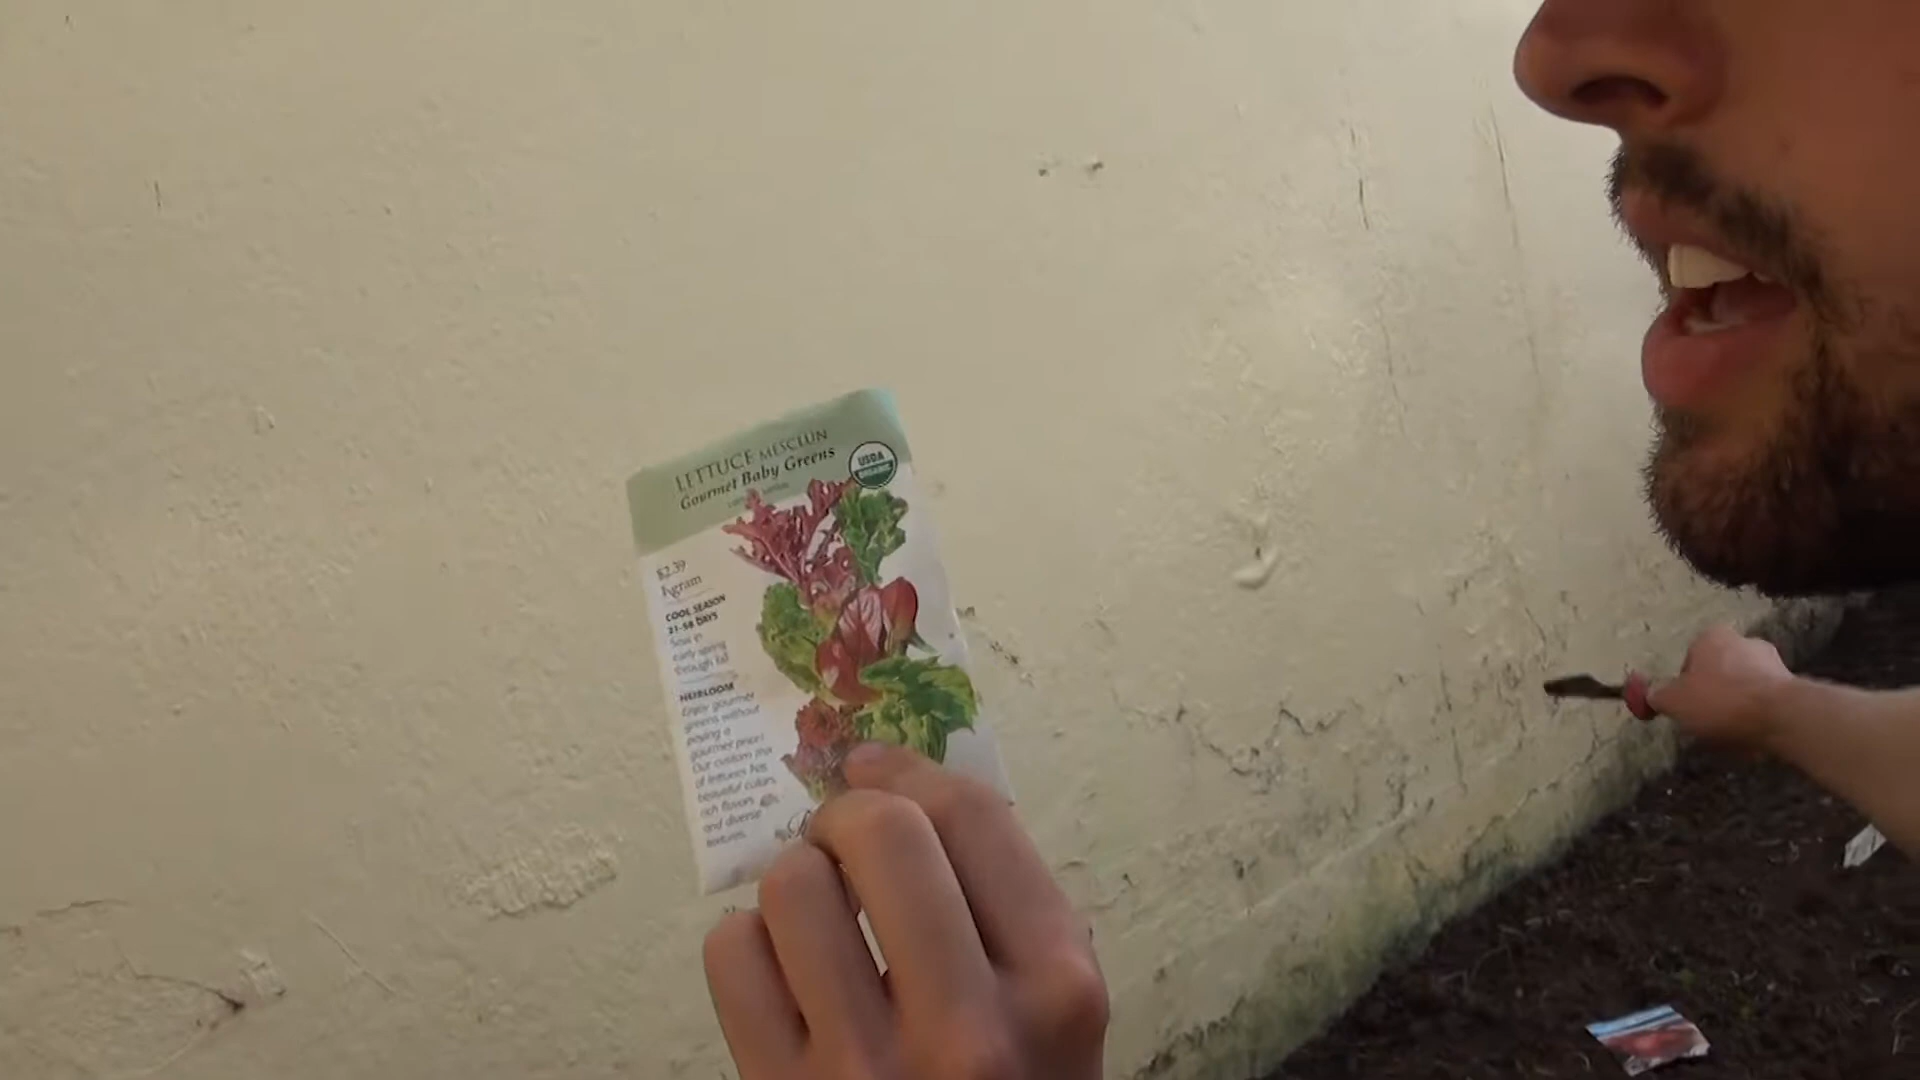 LETTUCE MESCLUN
Gourmet Baby Greens
USDA
ORGANIC
$2.39
1 gram
COOL SEASON
21-58 DAYS
Sow in
early spring
through fall
HEIRLOOM
Enjoy gourmet
greens without
paying a
gourmet price!
Our custom mix
of lettuces has
beautiful colors,
rich flavors,
and diverse
textures.